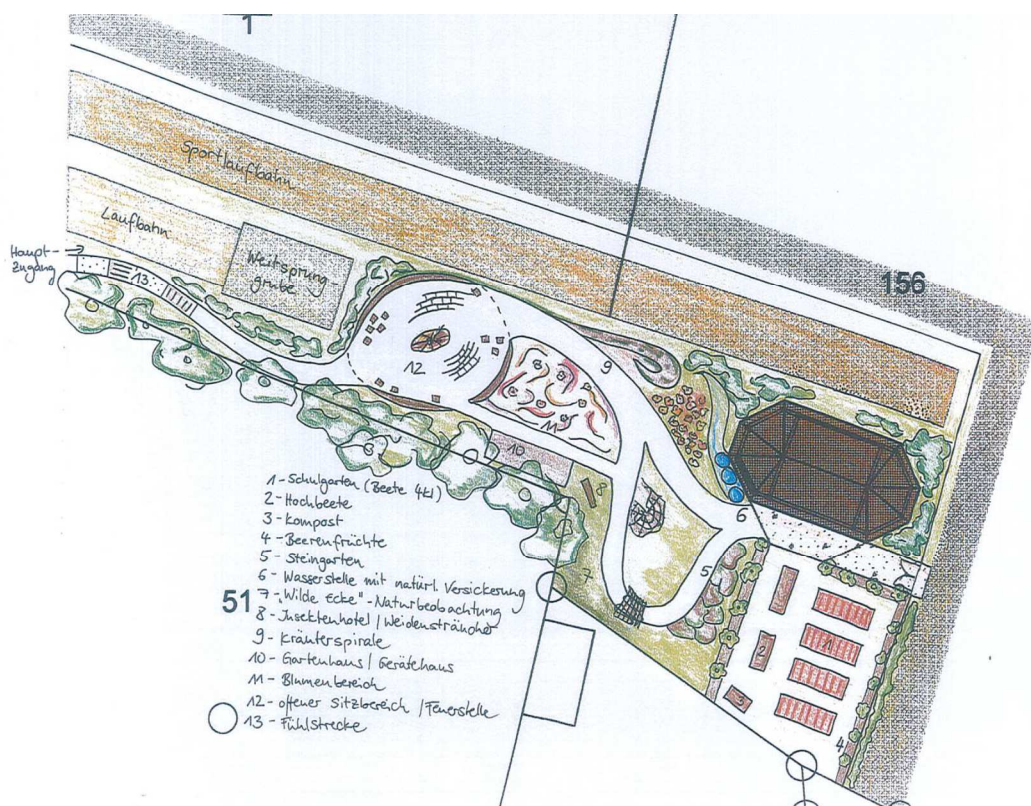 1
Sportlaufbahn
Laufbahn
Weitsprung
grube
Haupt-
zugang
13
156
9
12
11
10
8
6
7
5
2
1
3
4
1 - Schulgarten (Beete 4kl)
2 - Hochbeete
3 - Kompost
4 - Beerenfrüchte
5 - Steingarten
6 - Wasserstelle mit natürl. Versickerung
7 - "Wilde Ecke" - Naturbeobachtung
8 - Insektenhotel / Weidensträucher
9 - Kräuterspirale
10 - Gartenhaus / Gerätehaus
11 - Blumenbereich
12 - offener Sitzbereich / Feuerstelle
13 - Fühlstrecke
51